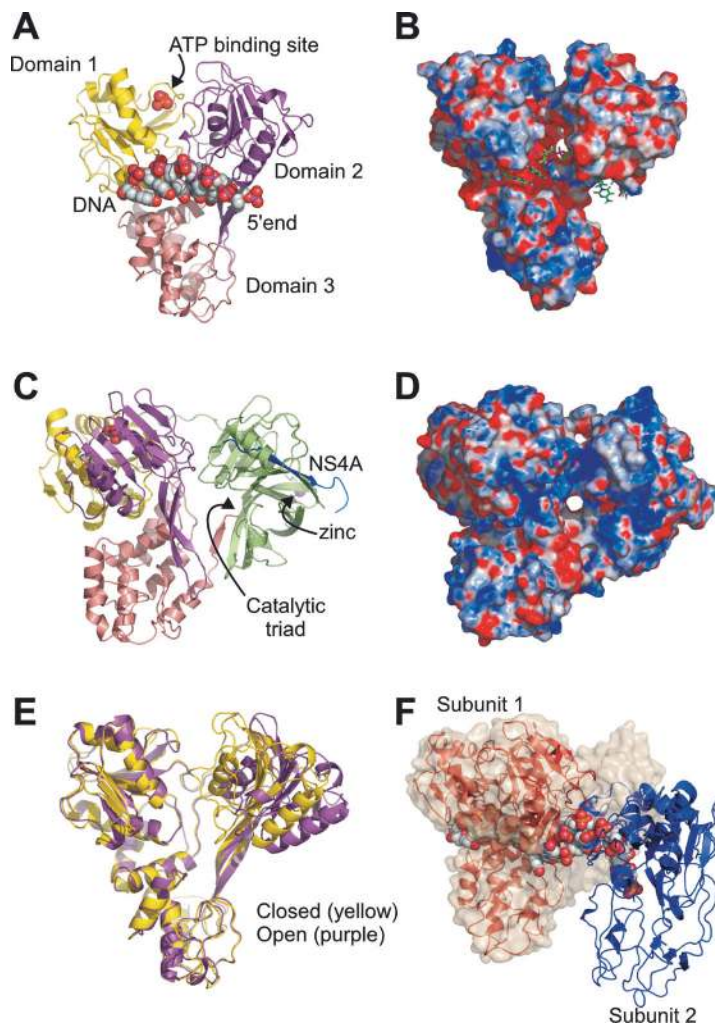 A
ATP binding site
Domain 1
Domain 2
DNA
5'end
Domain 3
B
C
NS4A
zinc
Catalytic
triad
D
E
Closed (yellow)
Open (purple)
F
Subunit 1
Subunit 2